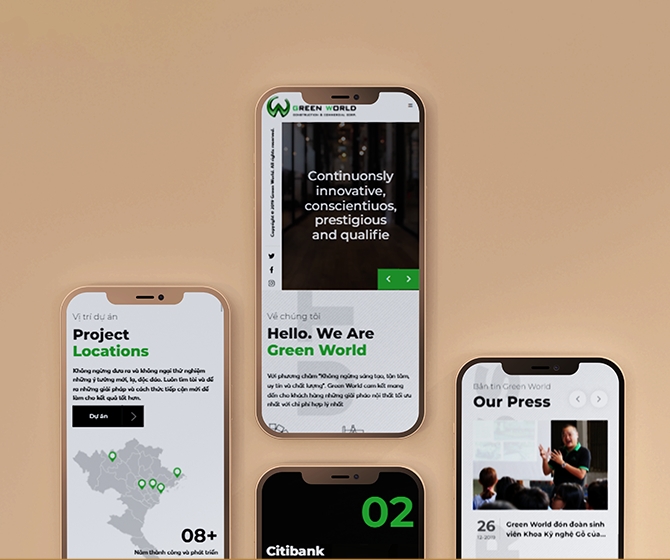 GREEN WORLD
CONSTRUCTION & COMMERCIAL CORP.
Copyright © 2019 Green World. All rights reserved.
Continuonsly
innovative,
conscientiuos,
prestigious
and qualifie
Về chúng tôi
Hello. We Are
Green World
Với phương châm "Không ngừng sáng tạo, tận tâm,
uy tín và chất lượng". Green World cam kết mang
đến cho khách hàng những giải pháp nội thất tối ưu
nhất với chi phí hợp lý nhất
Vị trí dự án
Project
Locations
Không ngừng đưa ra và không ngại thử nghiệm
những ý tưởng mới, lạ, độc đáo. Luôn tìm tòi và để
ra những giải pháp và cách thức tiếp cận mới để
làm cho kết quả trở nên hoàn hảo.
Dự án
08+
Năm thành công và phát triển
02
Citibank
Bản tin Green World
Our Press
26
12-2019
Green World đón đoàn sinh
viên Khoa Kỹ nghệ Gỗ của...